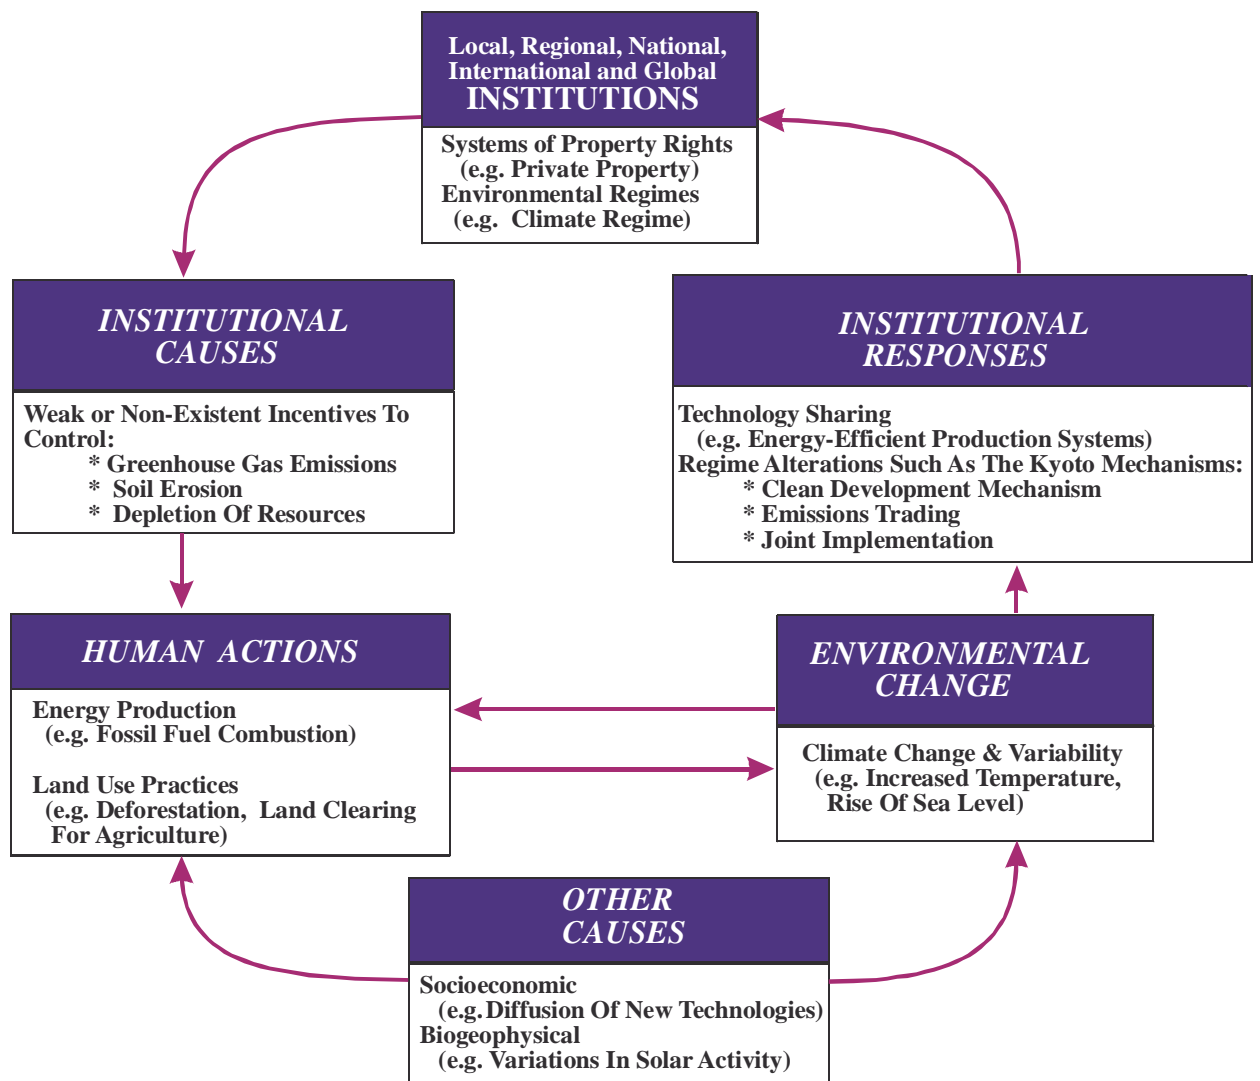 Local, Regional, National,
International and Global
INSTITUTIONS
Systems of Property Rights
(e.g. Private Property)
Environmental Regimes
(e.g. Climate Regime)
INSTITUTIONAL
CAUSES
Weak or Non-Existent Incentives To
Control:
* Greenhouse Gas Emissions
* Soil Erosion
* Depletion Of Resources
INSTITUTIONAL
RESPONSES
Technology Sharing
(e.g. Energy-Efficient Production Systems)
Regime Alterations Such As The Kyoto Mechanisms:
* Clean Development Mechanism
* Emissions Trading
* Joint Implementation
HUMAN ACTIONS
Energy Production
(e.g. Fossil Fuel Combustion)
Land Use Practices
(e.g. Deforestation, Land Clearing
For Agriculture)
ENVIRONMENTAL
CHANGE
Climate Change & Variability
(e.g. Increased Temperature,
Rise Of Sea Level)
OTHER
CAUSES
Socioeconomic
(e.g. Diffusion Of New Technologies)
Biogeophysical
(e.g. Variations In Solar Activity)